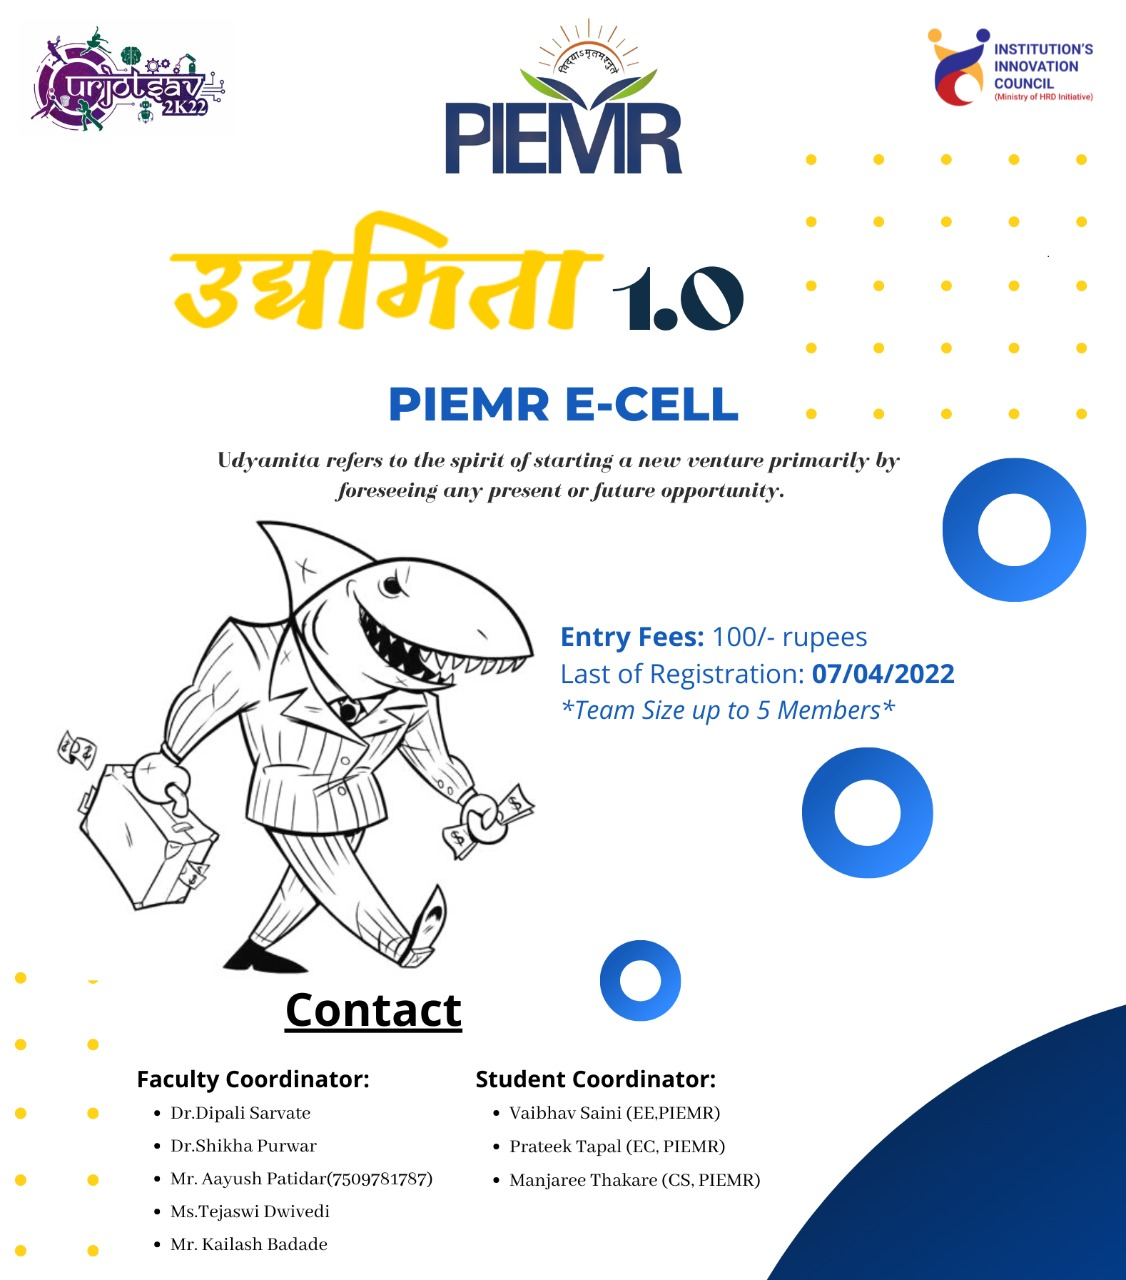 urjotsav
2K22
विद्ययाऽमृतमश्नुते
PIEMR
INSTITUTION'S
INNOVATION
COUNCIL
(Ministry of HRD Initiative)
उद्यमिता 1.0
PIEMR E-CELL
Udyamita refers to the spirit of starting a new venture primarily by
foreseeing any present or future opportunity.
Entry Fees: 100/- rupees
Last of Registration: 07/04/2022
*Team Size up to 5 Members*
$ $
$
$
Contact
Faculty Coordinator:
• Dr.Dipali Sarvate
• Dr.Shikha Purwar
• Mr. Aayush Patidar(7509781787)
• Ms.Tejaswi Dwivedi
• Mr. Kailash Badade
Student Coordinator:
• Vaibhav Saini (EE,PIEMR)
• Prateek Tapal (EC, PIEMR)
• Manjaree Thakare (CS, PIEMR)